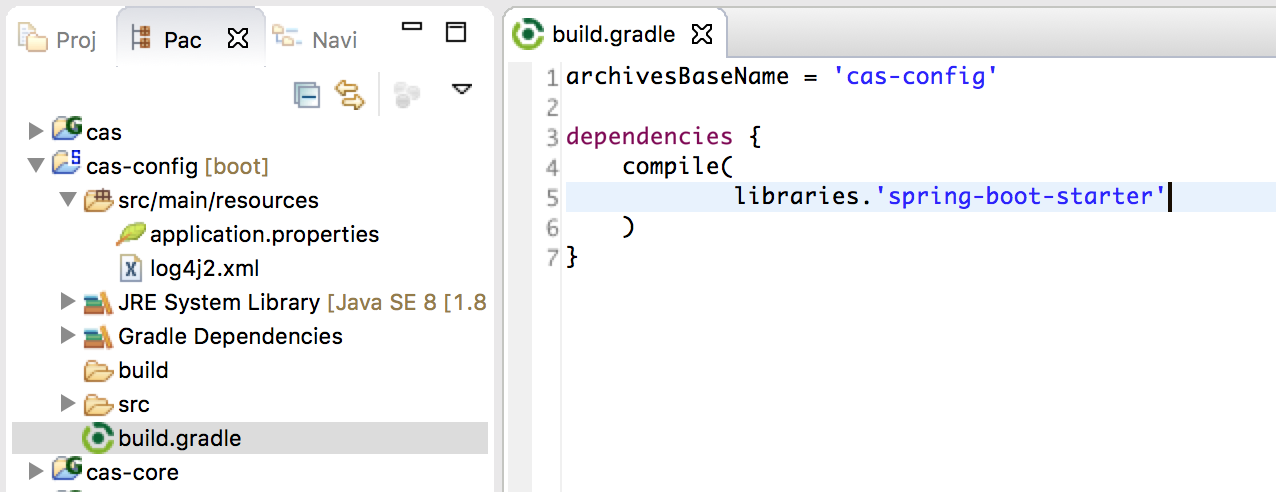 Proj
Pac
Navi
cas
cas-config [boot]
src/main/resources
application.properties
log4j2.xml
JRE System Library [Java SE 8 [1.8
Gradle Dependencies
build
src
build.gradle
cas-core
build.gradle
1 archivesBaseName = 'cas-config'
2
3 dependencies {
4     compile(
5             libraries.'spring-boot-starter'
6     )
7 }